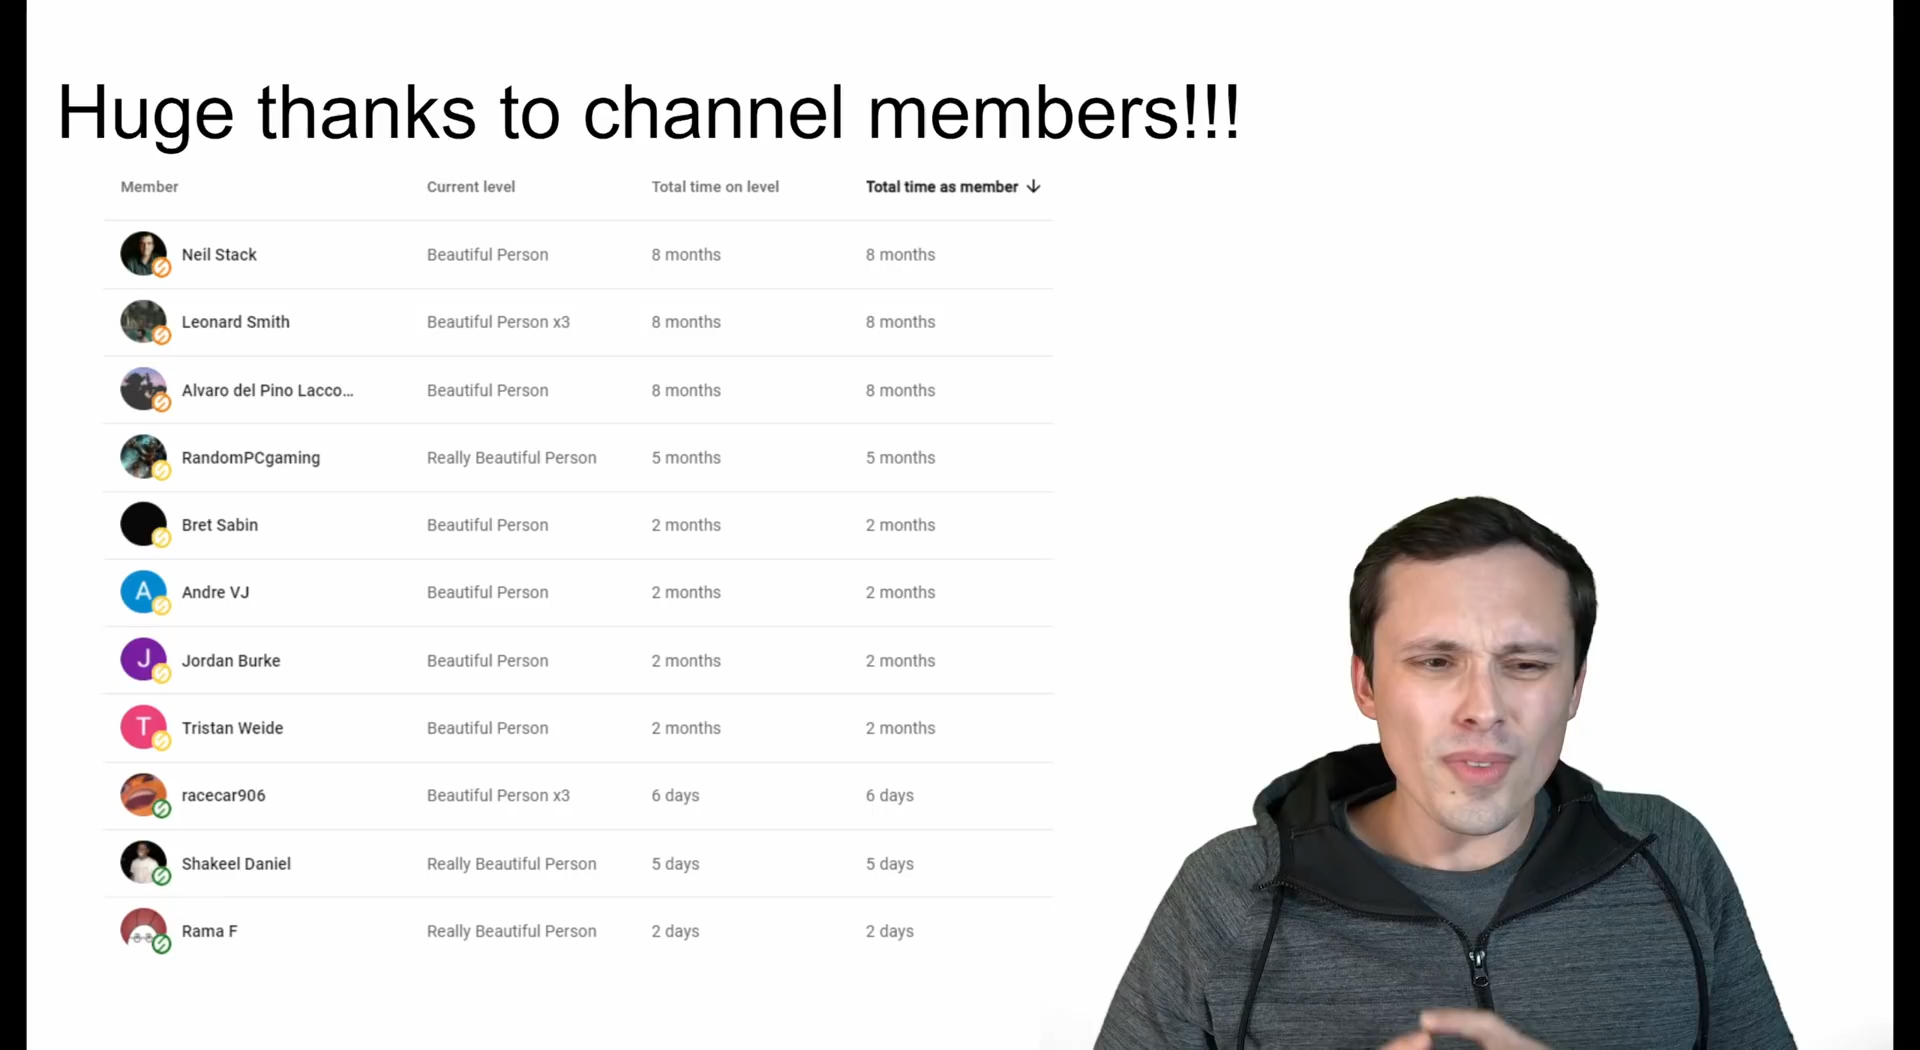 Huge thanks to channel members!!!
Member Current level Total time on level Total time as member
Neil Stack Beautiful Person 8 months 8 months
Leonard Smith Beautiful Person x3 8 months 8 months
Alvaro del Pino Lacco... Beautiful Person 8 months 8 months
RandomPCgaming Really Beautiful Person 5 months 5 months
Bret Sabin Beautiful Person 2 months 2 months
A Andre VJ Beautiful Person 2 months 2 months
J Jordan Burke Beautiful Person 2 months 2 months
T Tristan Weide Beautiful Person 2 months 2 months
racecar906 Beautiful Person x3 6 days 6 days
Shakeel Daniel Really Beautiful Person 5 days 5 days
Rama F Really Beautiful Person 2 days 2 days